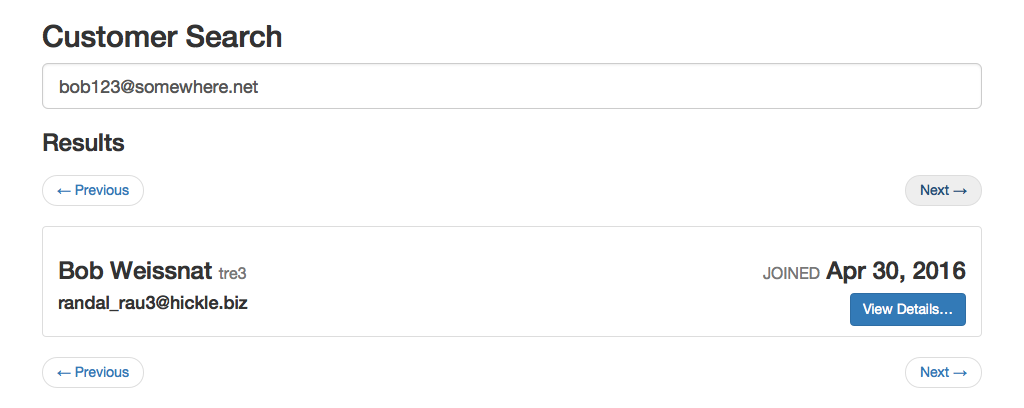 Customer Search
bob123@somewhere.net
Results
← Previous Next →
Bob Weissnat tre3 JOINED Apr 30, 2016
randal_rau3@hickle.biz View Details...
← Previous Next →